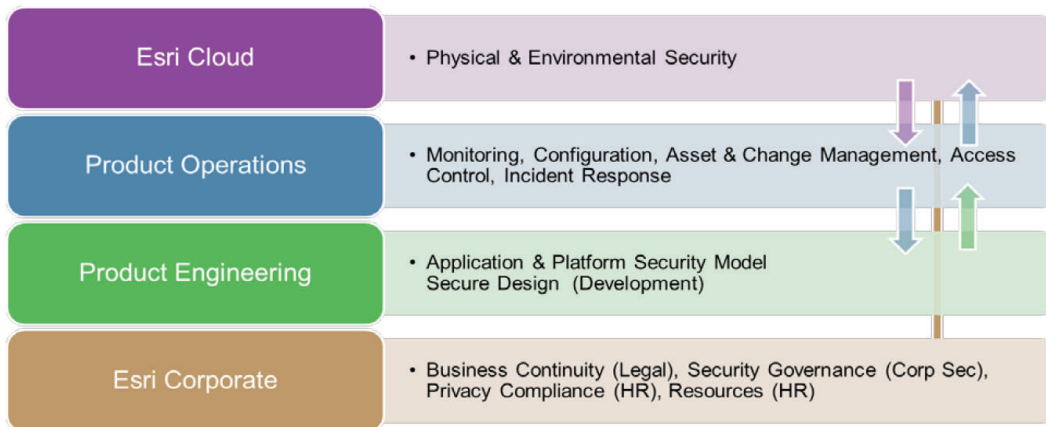 Esri Cloud
• Physical & Environmental Security
Product Operations
• Monitoring, Configuration, Asset & Change Management, Access
Control, Incident Response
Product Engineering
• Application & Platform Security Model
Secure Design (Development)
Esri Corporate
• Business Continuity (Legal), Security Governance (Corp Sec),
Privacy Compliance (HR), Resources (HR)